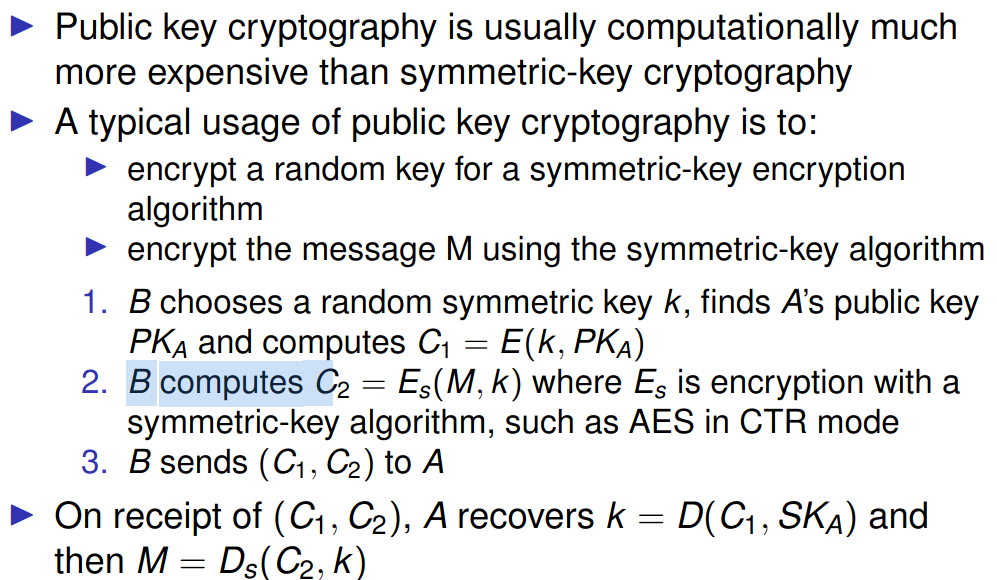 ► Public key cryptography is usually computationally much
more expensive than symmetric-key cryptography
► A typical usage of public key cryptography is to:
► encrypt a random key for a symmetric-key encryption
algorithm
► encrypt the message M using the symmetric-key algorithm
1. B chooses a random symmetric key k, finds A's public key
PK_A and computes C_1 = E(k, PK_A)
2. B computes C_2 = E_s(M, k) where E_s is encryption with a
symmetric-key algorithm, such as AES in CTR mode
3. B sends (C_1, C_2) to A
► On receipt of (C_1, C_2), A recovers k = D(C_1, SK_A) and
then M = D_s(C_2, k)